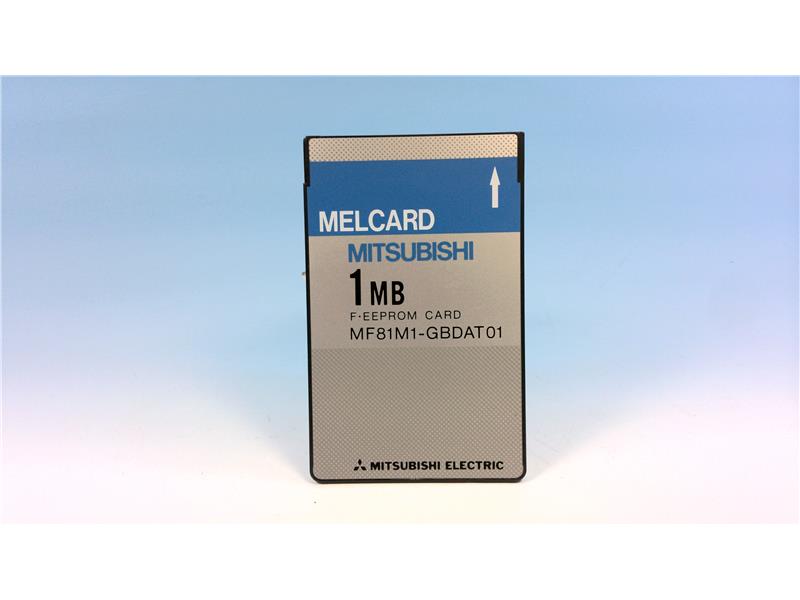 MELCARD
MITSUBISHI
1MB
F·EEPROM CARD
MF81M1-GBDAT01
MITSUBISHI ELECTRIC